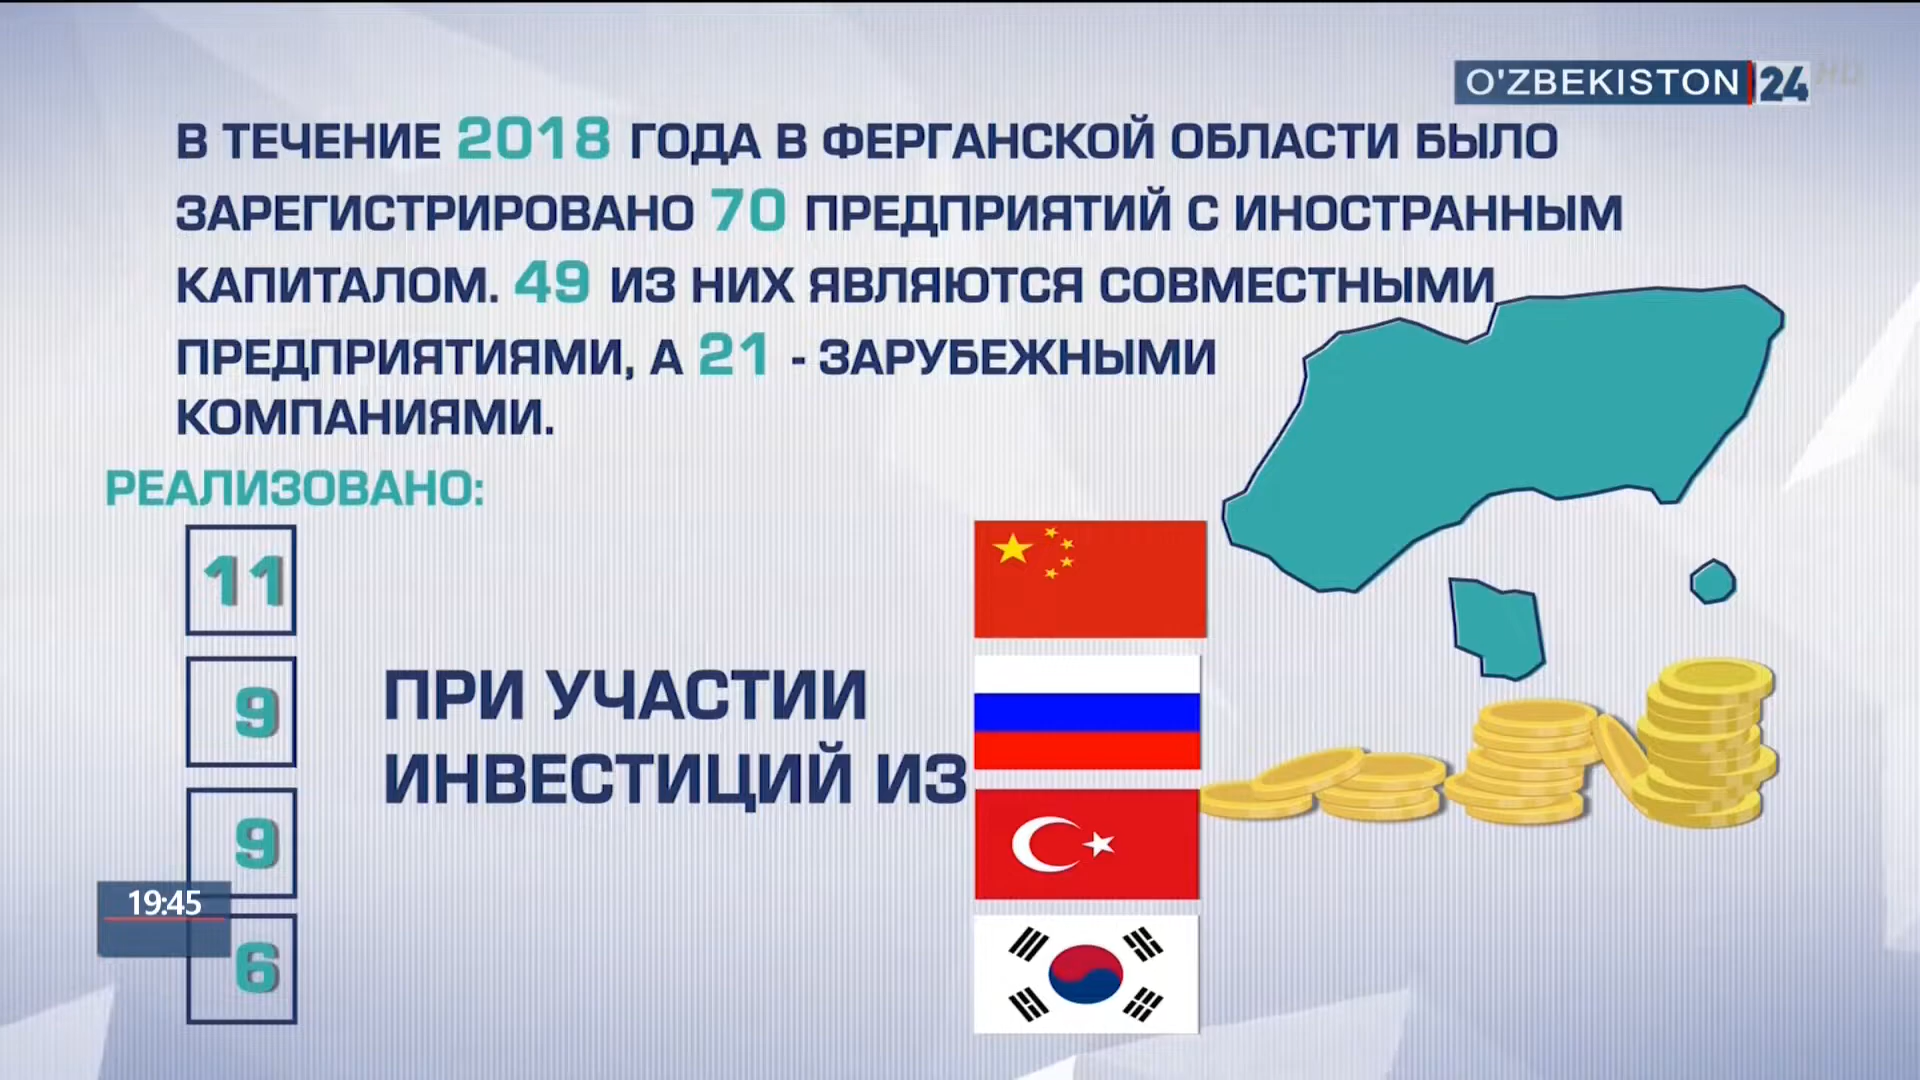 O'ZBEKISTON 24 HD
В ТЕЧЕНИЕ 2018 ГОДА В ФЕРГАНСКОЙ ОБЛАСТИ БЫЛО
ЗАРЕГИСТРИРОВАНО 70 ПРЕДПРИЯТИЙ С ИНОСТРАННЫМ
КАПИТАЛОМ. 49 ИЗ НИХ ЯВЛЯЮТСЯ СОВМЕСТНЫМИ
ПРЕДПРИЯТИЯМИ, А 21 - ЗАРУБЕЖНЫМИ
КОМПАНИЯМИ.
РЕАЛИЗОВАНО:
11
9
ПРИ УЧАСТИИ
ИНВЕСТИЦИЙ ИЗ
9
19:45
6